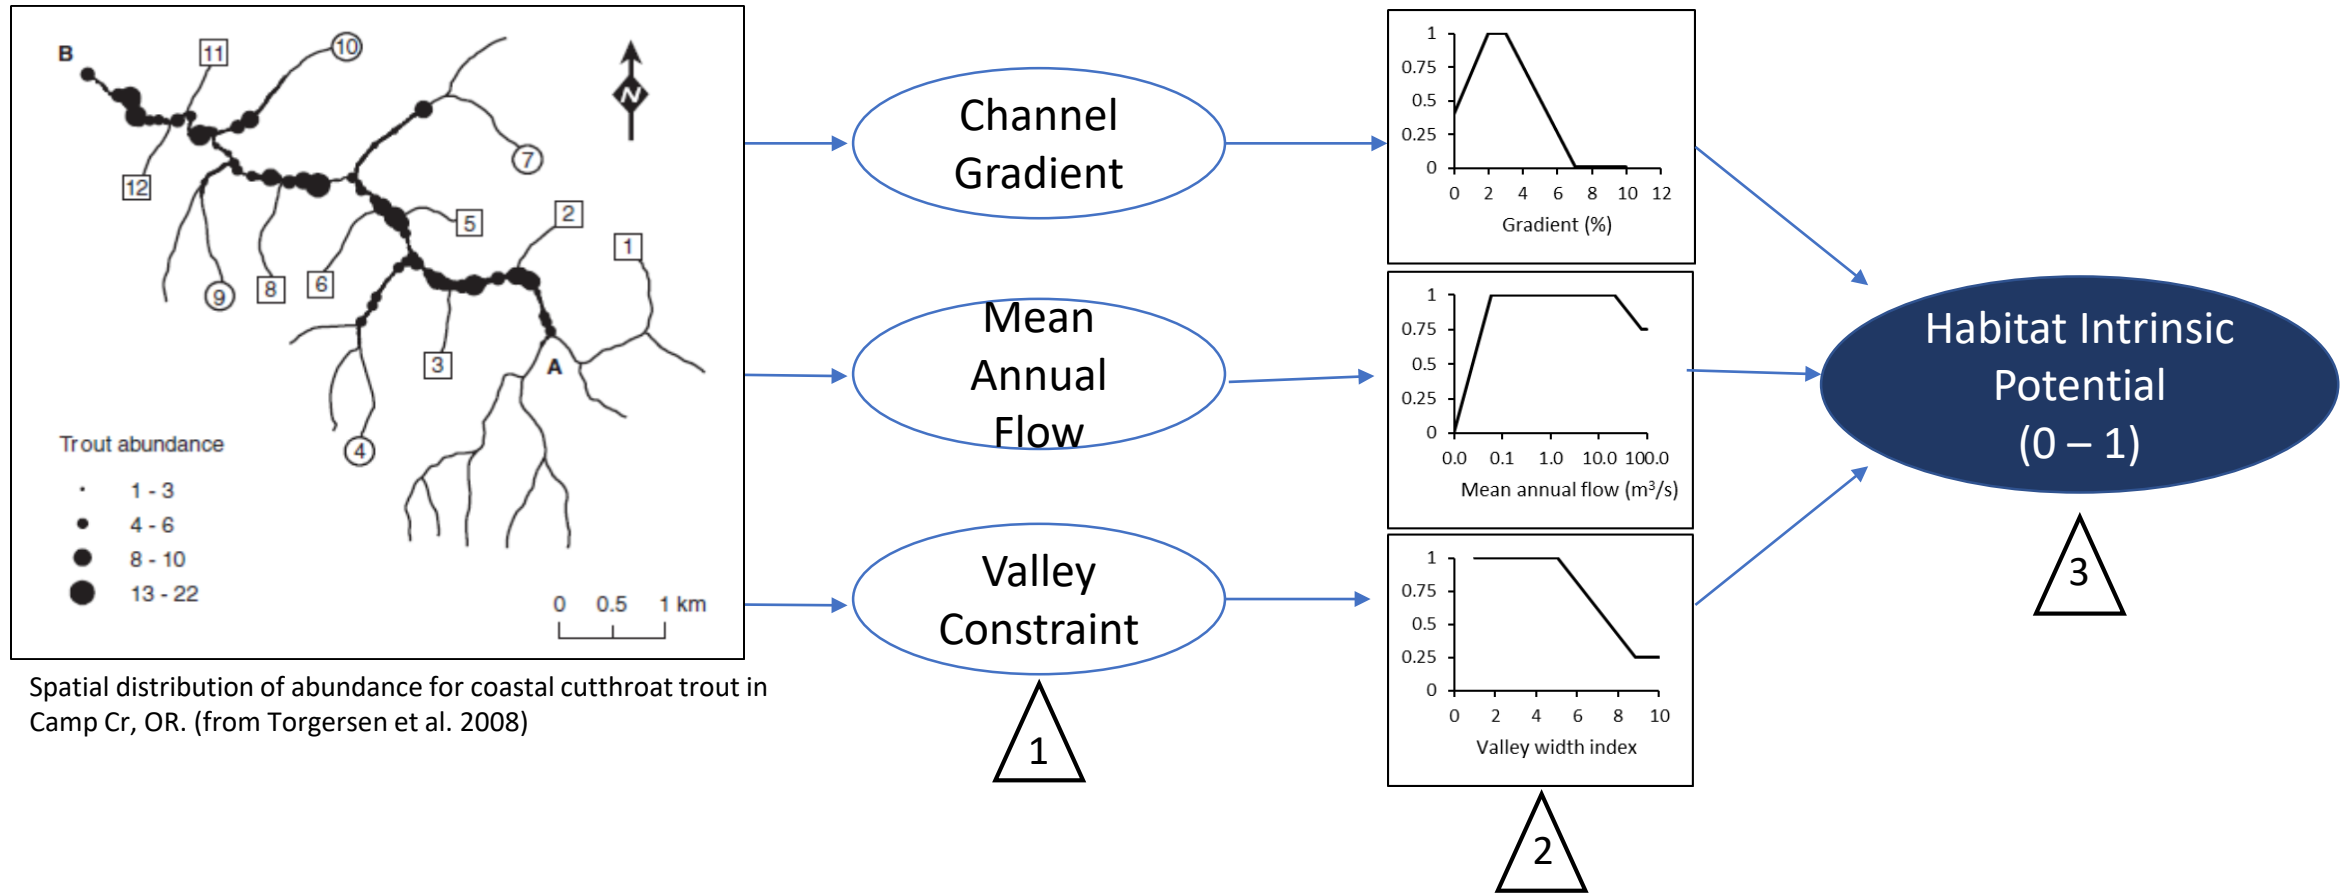 B
11
10
N
7
12
5
2
1
6
8
9
3
A
4
Trout abundance
1 - 3
4 - 6
8 - 10
13 - 22
0 0.5 1 km
Spatial distribution of abundance for coastal cutthroat trout in
Camp Cr, OR. (from Torgersen et al. 2008)
Channel
Gradient
Mean
Annual
Flow
Valley
Constraint
1
1
0.75
0.5
0.25
0
0 2 4 6 8 10 12
Gradient (%)
1
0.75
0.5
0.25
0
0.0 0.1 1.0 10.0 100.0
Mean annual flow (m³/s)
1
0.75
0.5
0.25
0
0 2 4 6 8 10
Valley width index
2
Habitat Intrinsic
Potential
(0 – 1)
3